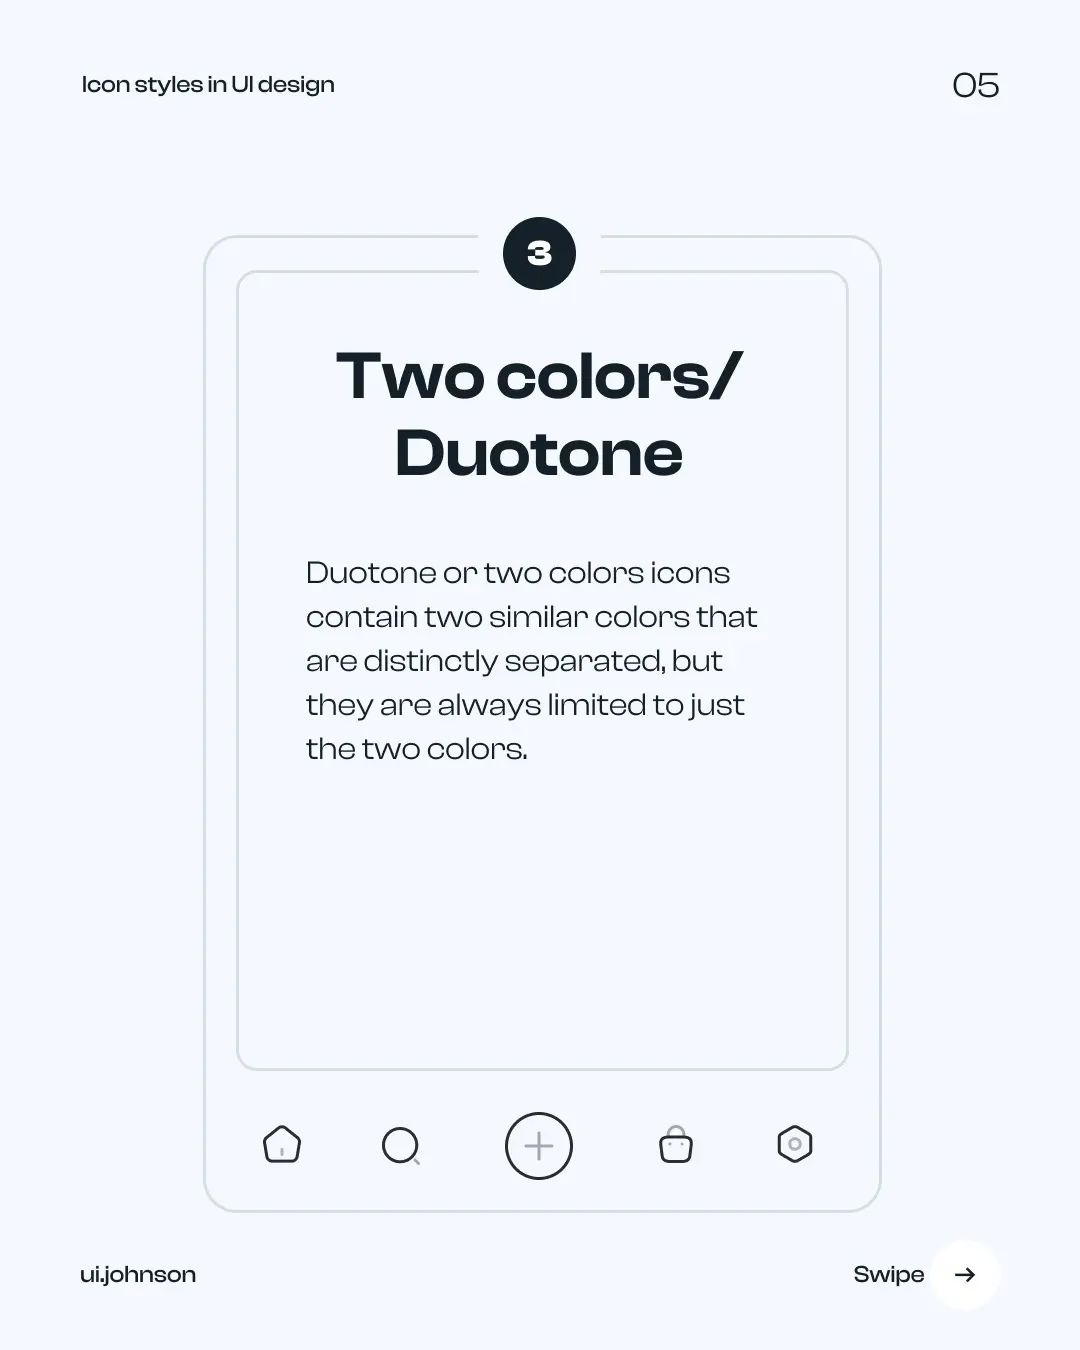 Icon styles in UI design
05
3
Two colors/
Duotone
Duotone or two colors icons
contain two similar colors that
are distinctly separated, but
they are always limited to just
the two colors.
ui.johnson
Swipe